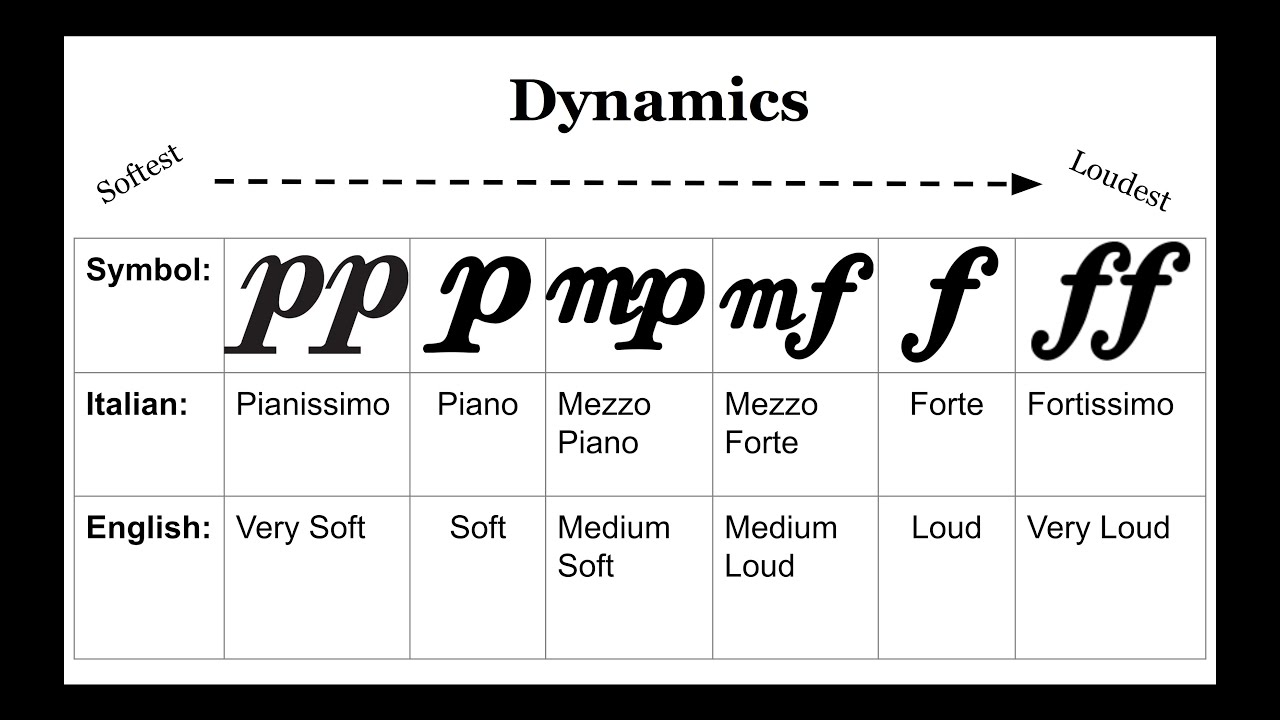 Dynamics
Softest
Loudest
Symbol: pp p mp mf f ff
Italian: Pianissimo Piano Mezzo Piano Mezzo Forte Forte Fortissimo
English: Very Soft Soft Medium Soft Medium Loud Loud Very Loud